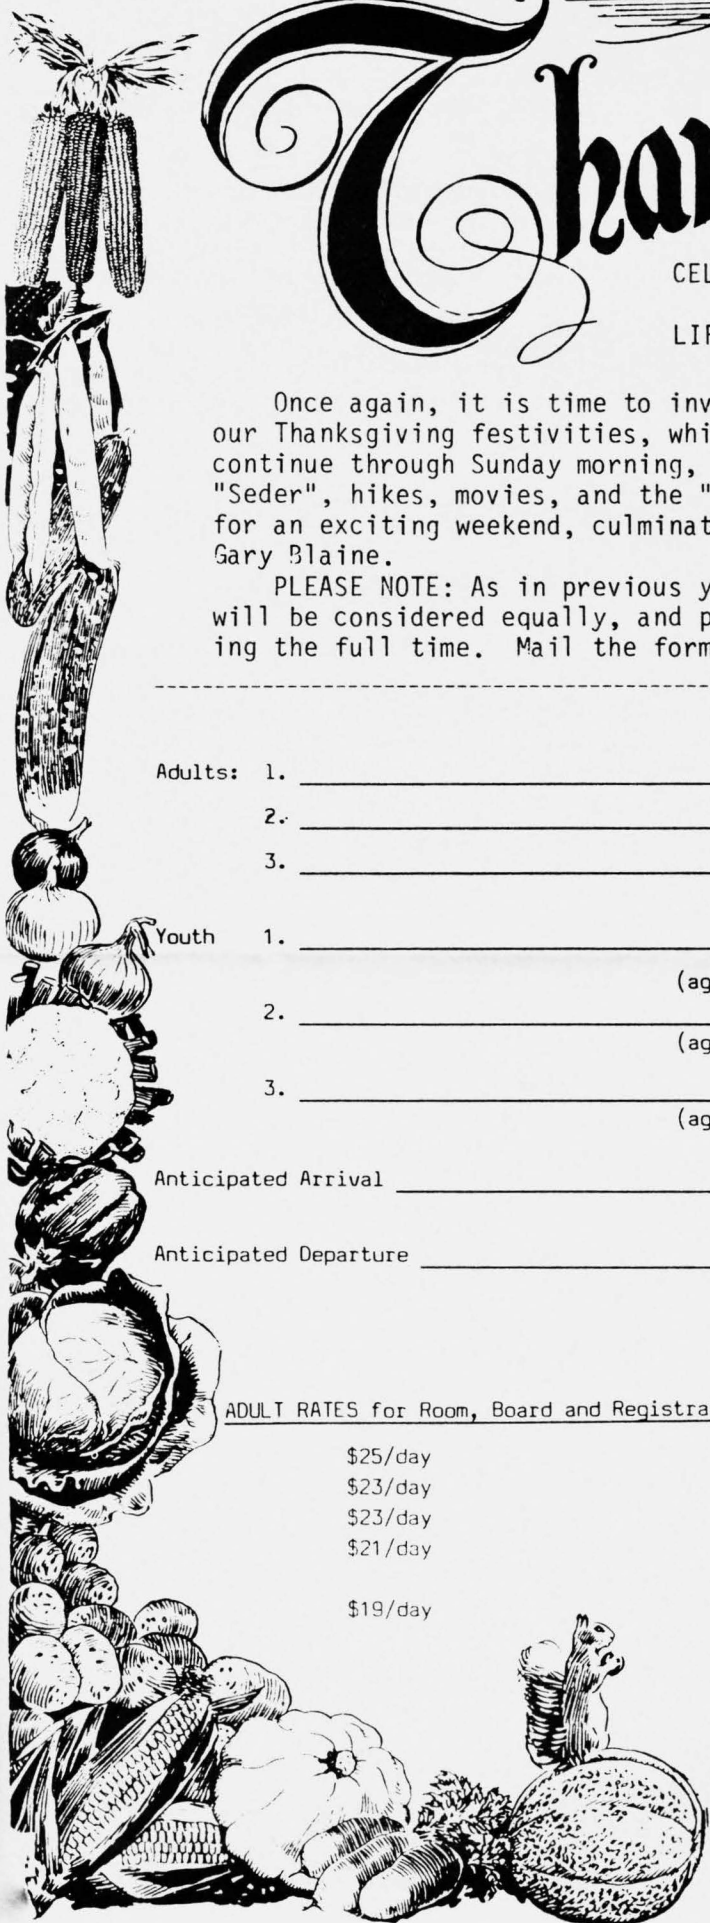 Than
CEL
LIF
Once again, it is time to inv
our Thanksgiving festivities, whi
continue through Sunday morning,
"Seder", hikes, movies, and the "
for an exciting weekend, culminat
Gary Blaine.
PLEASE NOTE: As in previous y
will be considered equally, and p
ing the full time. Mail the form
Adults: 1.
2.
3.
Youth 1.
(ag
2.
(ag
3.
(ag
Anticipated Arrival
Anticipated Departure
ADULT RATES for Room, Board and Registra
$25/day
$23/day
$23/day
$21/day
$19/day